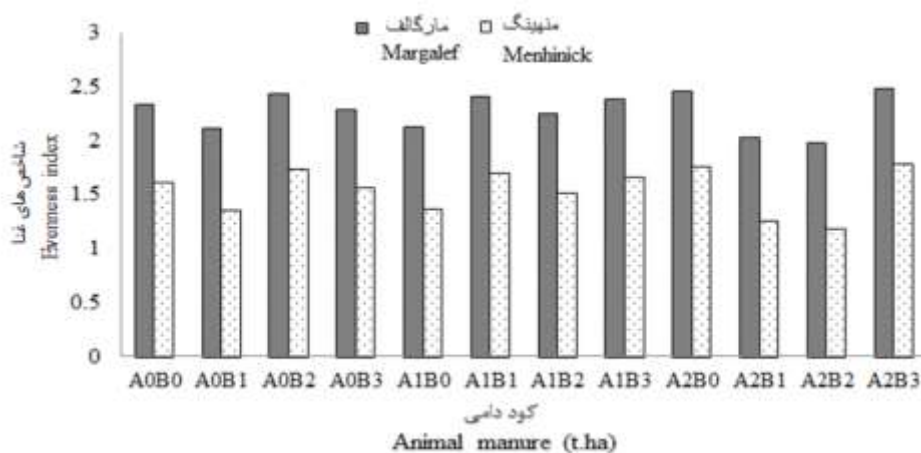 مارگالف منهینگ
Margalef Menhinick
3
2.5
2
1.5
1
0.5
0
شاخص‌های غنا
Evenness index
A0B0 A0B1 A0B2 A0B3 A1B0 A1B1 A1B2 A1B3 A2B0 A2B1 A2B2 A2B3
کود دامی
Animal manure (t.ha)